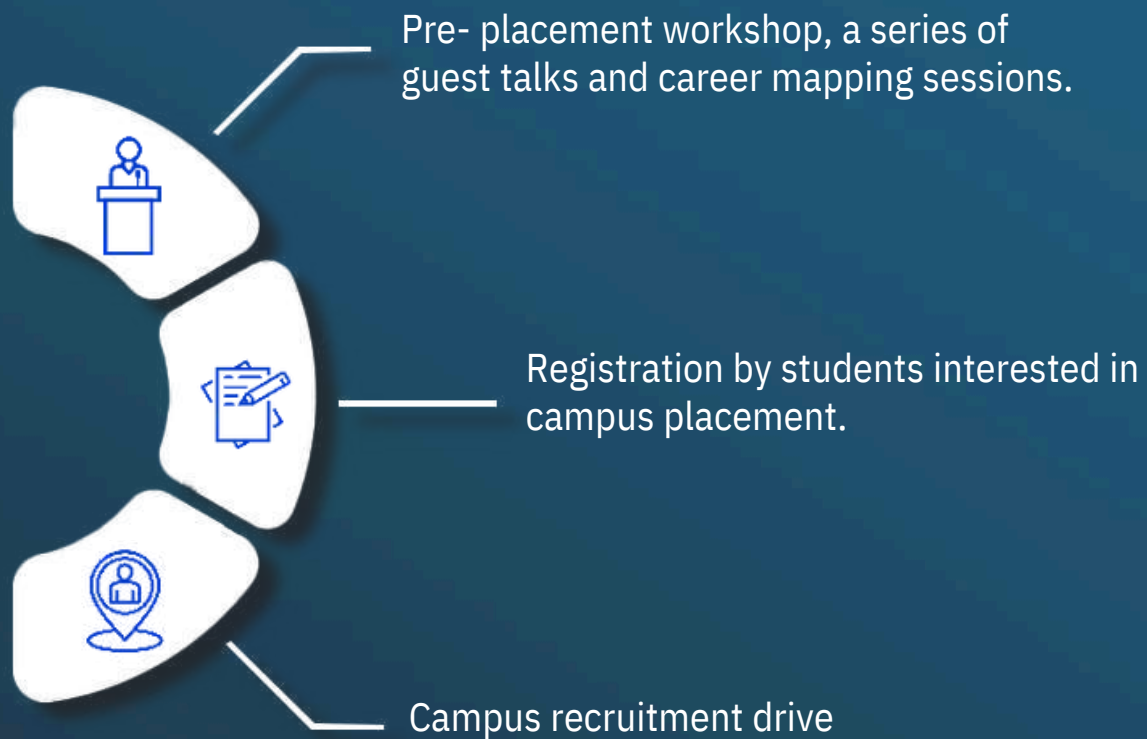 Pre- placement workshop, a series of
guest talks and career mapping sessions.
Registration by students interested in
campus placement.
Campus recruitment drive